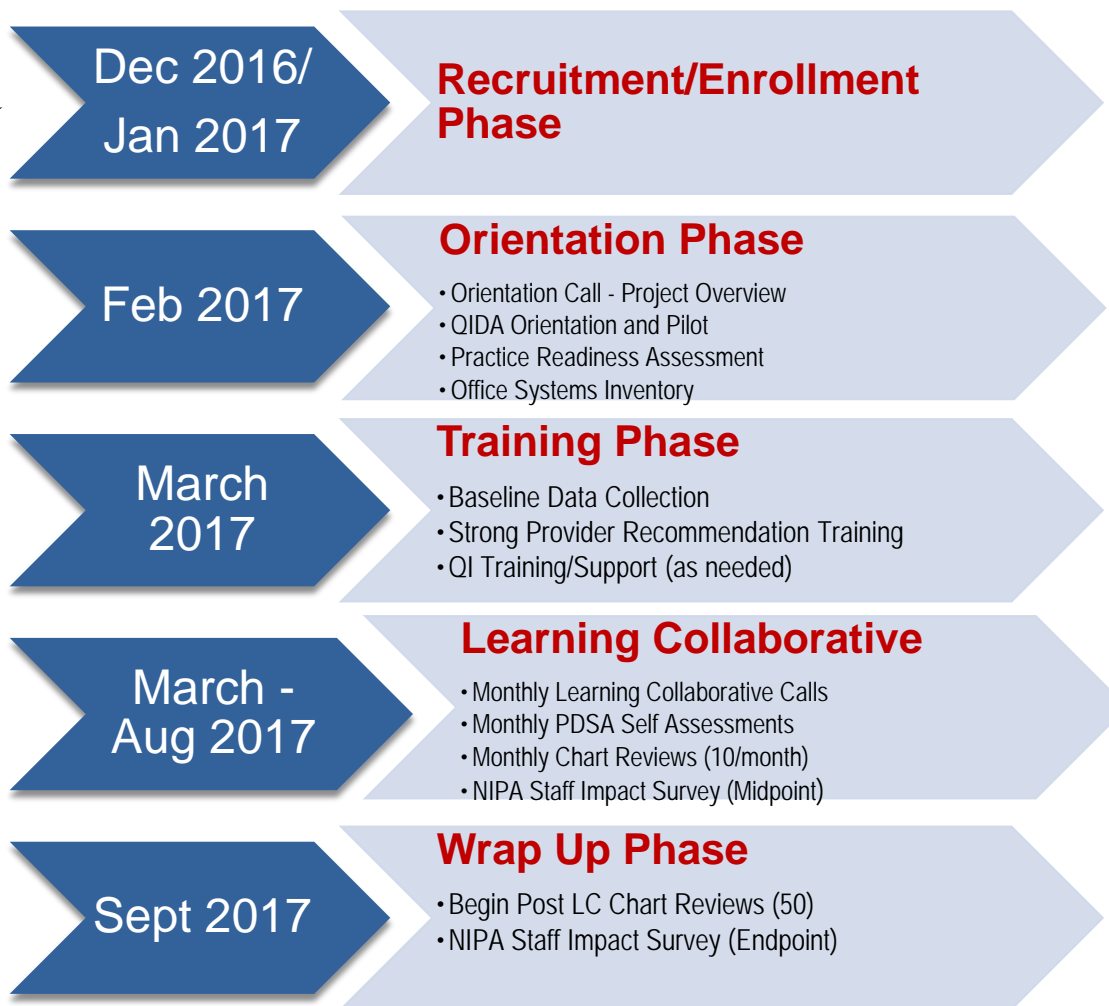 Dec 2016/
Jan 2017
Recruitment/Enrollment
Phase
Feb 2017
Orientation Phase
• Orientation Call - Project Overview
• QIDA Orientation and Pilot
• Practice Readiness Assessment
• Office Systems Inventory
March
2017
Training Phase
• Baseline Data Collection
• Strong Provider Recommendation Training
• QI Training/Support (as needed)
March -
Aug 2017
Learning Collaborative
• Monthly Learning Collaborative Calls
• Monthly PDSA Self Assessments
• Monthly Chart Reviews (10/month)
• NIPA Staff Impact Survey (Midpoint)
Sept 2017
Wrap Up Phase
• Begin Post LC Chart Reviews (50)
• NIPA Staff Impact Survey (Endpoint)